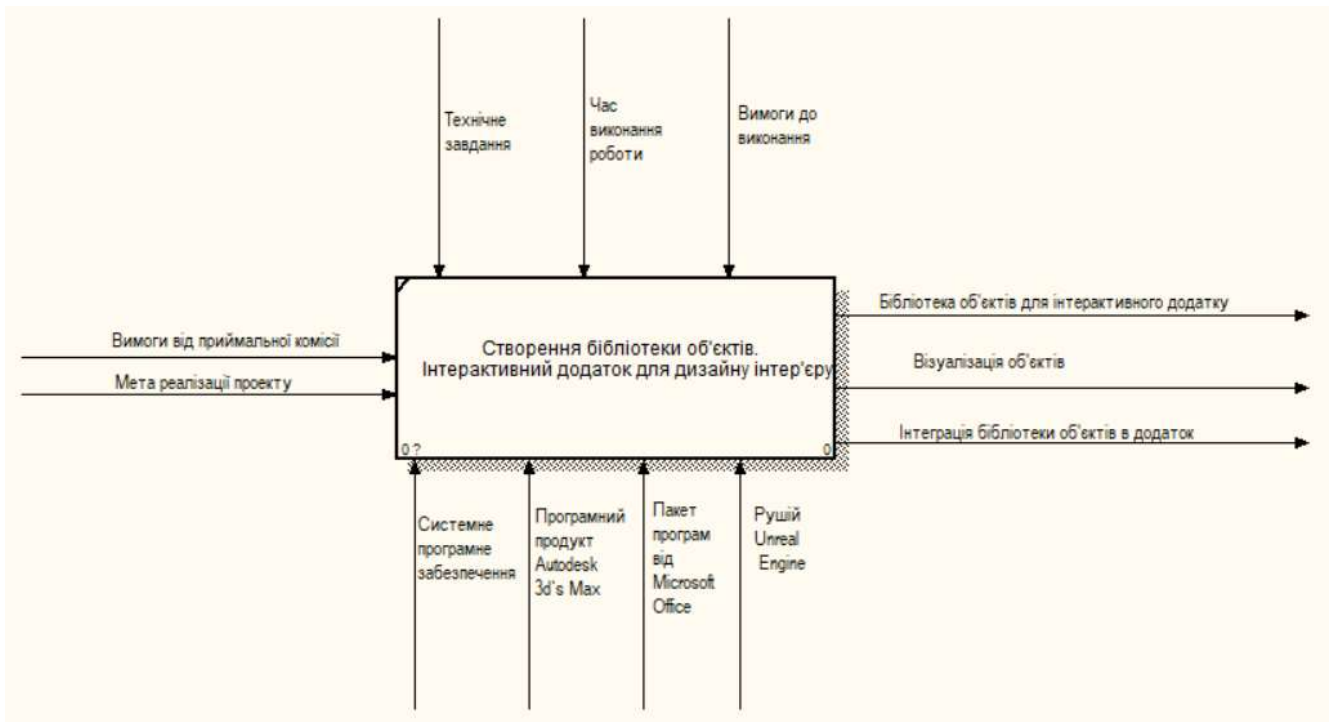 Технічне
завдання
Час
виконання
роботи
Вимоги до
виконання
Вимоги від приймальної комісії
Мета реалізації проекту
Створення бібліотеки об'єктів.
Інтерактивний додаток для дизайну інтер'єру
0 ?
0
Бібліотека об'єктів для інтерактивного додатку
Візуалізація об'єктів
Інтеграція бібліотеки об'єктів в додаток
Системне
програмне
забезпечення
Програмний
продукт
Autodesk
3d`s Max
Пакет
програм
від
Microsoft
Office
Рушій
Unreal
Engine